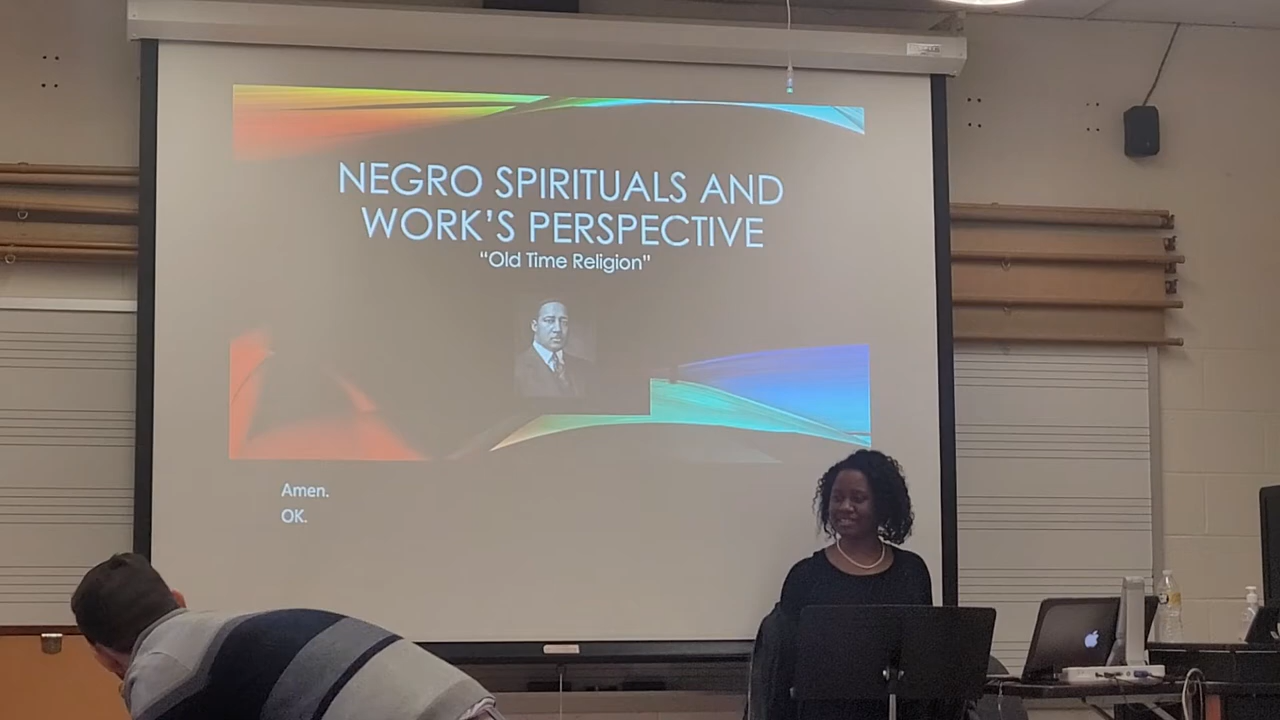 NEGRO SPIRITUALS AND
WORK’S PERSPECTIVE
“Old Time Religion”
Amen.
OK.